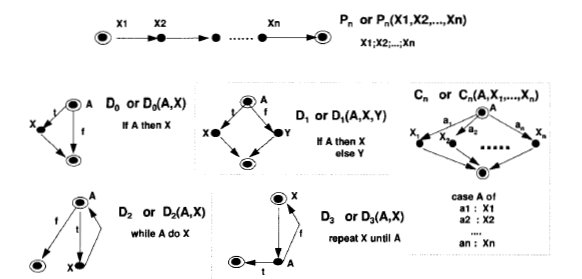 X1 X2 Xn
Pn or Pn(X1,X2,...,Xn)
X1;X2;...;Xn
A
t
X
f
D0 or D0(A,X)
If A then X
A
t f
X Y
D1 or D1(A,X,Y)
If A then X
else Y
Cn or Cn(A,X1,...,Xn)
A
a1 a2 an
X1 X2 ..... Xn
case A of
a1 : X1
a2 : X2
....
an : Xn
A
f
t
X
D2 or D2(A,X)
while A do X
X
f
A
t
D3 or D3(A,X)
repeat X until A